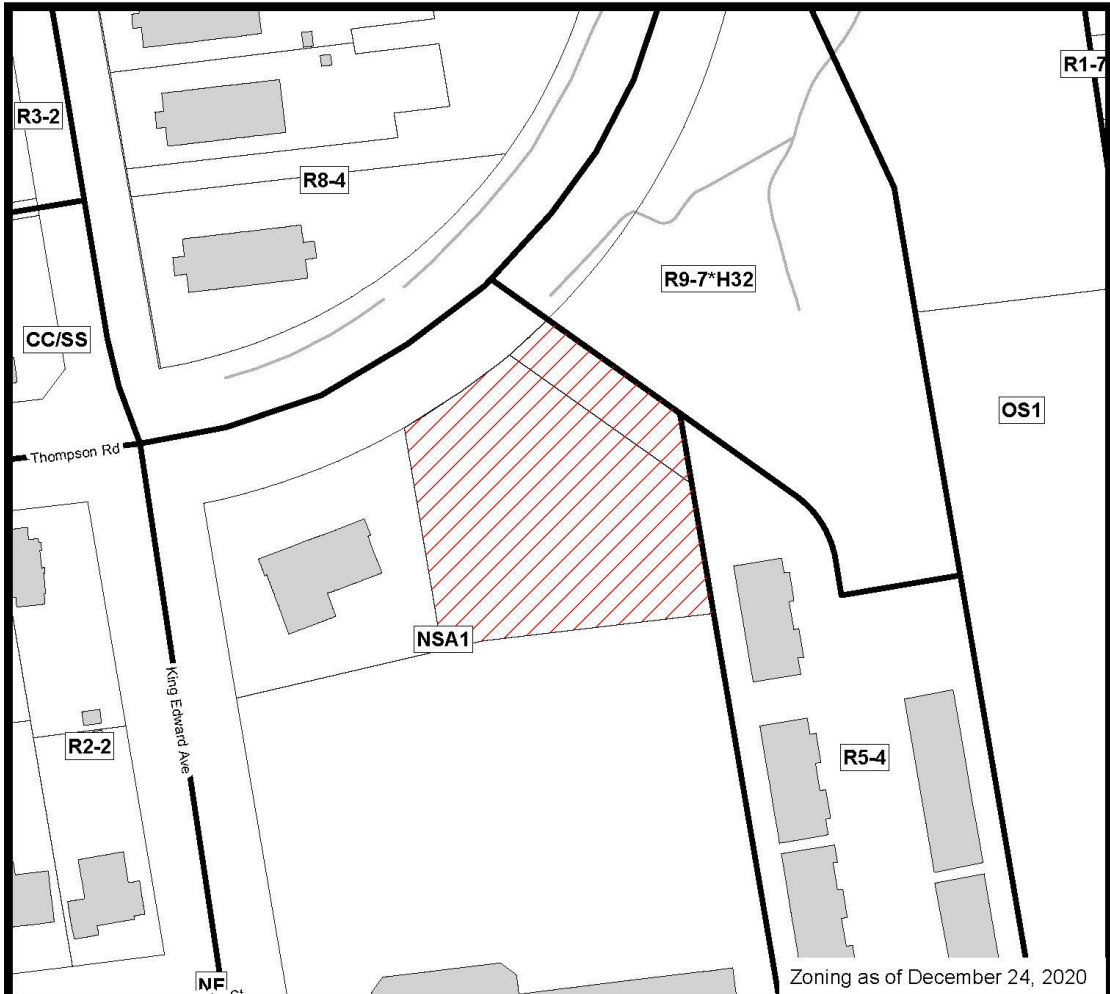 R1-7
R3-2
R8-4
R9-7*H32
CC/SS
OS1
Thompson Rd
NSA1
King Edward Ave
R2-2
R5-4
Zoning as of December 24, 2020